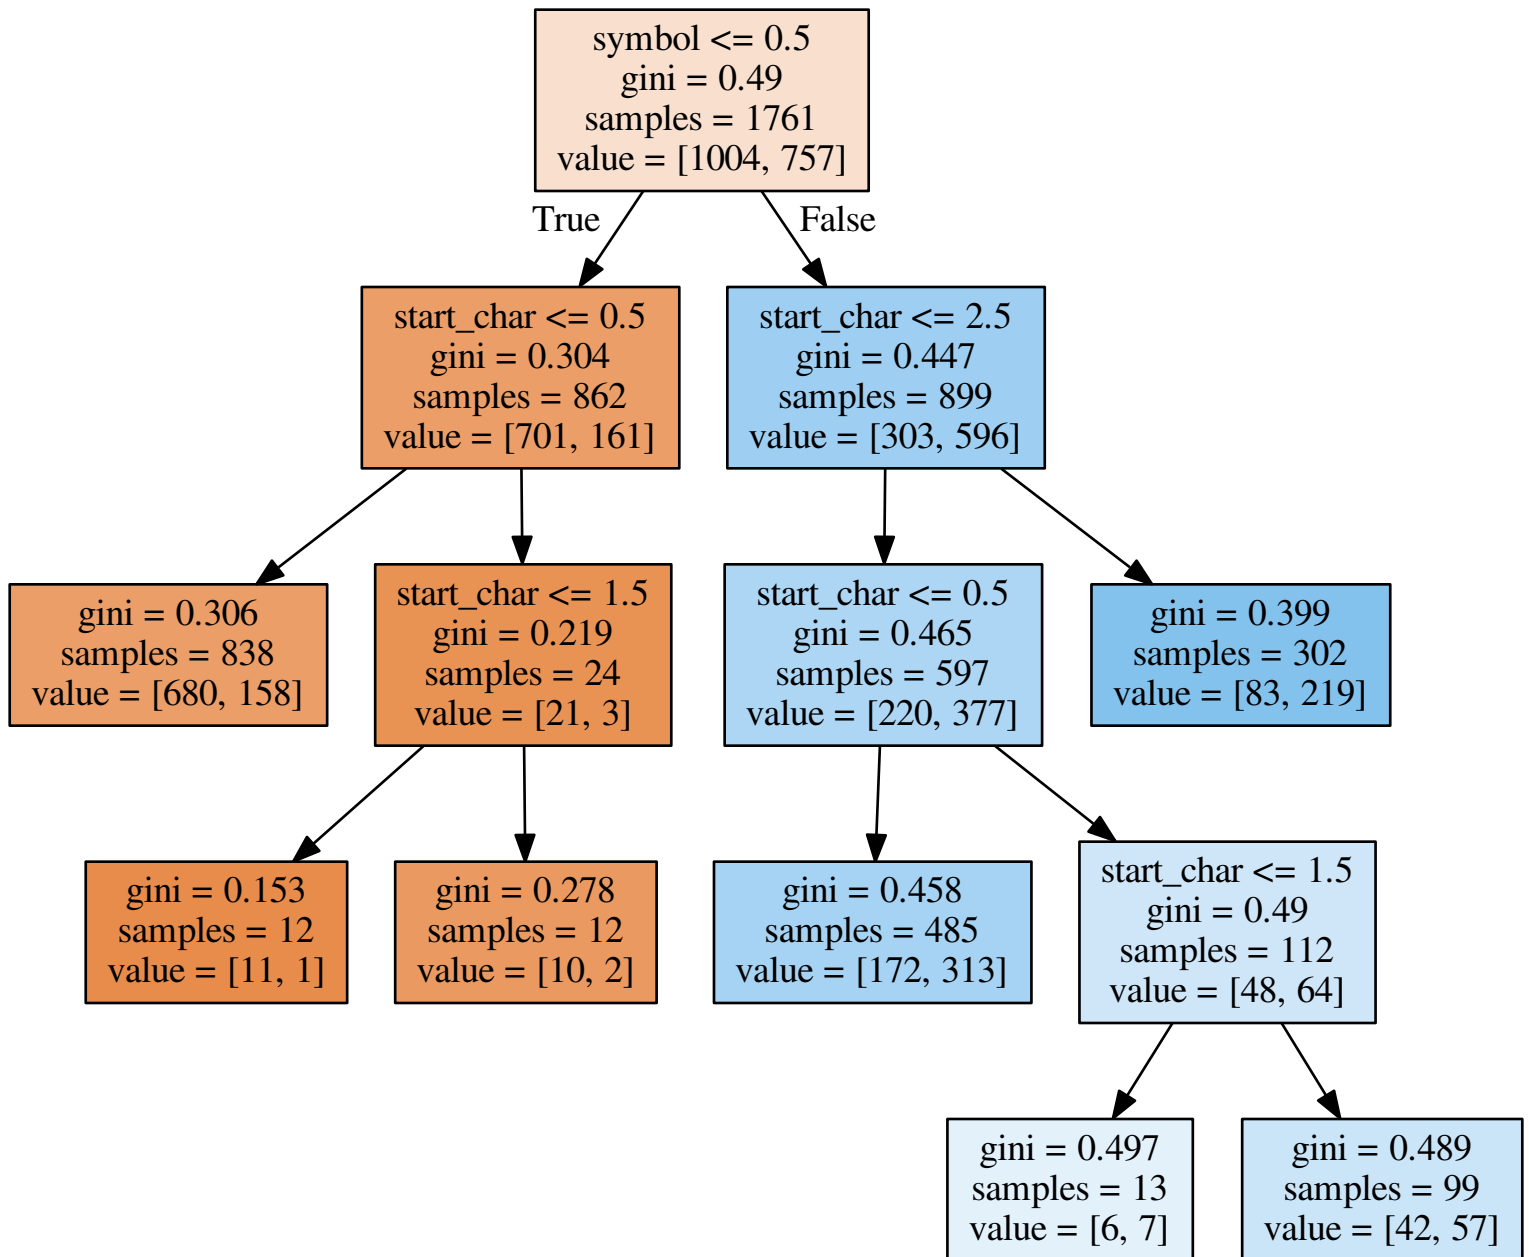 symbol <= 0.5
gini = 0.49
samples = 1761
value = [1004, 757]
True
False
start_char <= 0.5
gini = 0.304
samples = 862
value = [701, 161]
start_char <= 2.5
gini = 0.447
samples = 899
value = [303, 596]
gini = 0.306
samples = 838
value = [680, 158]
start_char <= 1.5
gini = 0.219
samples = 24
value = [21, 3]
start_char <= 0.5
gini = 0.465
samples = 597
value = [220, 377]
gini = 0.399
samples = 302
value = [83, 219]
gini = 0.153
samples = 12
value = [11, 1]
gini = 0.278
samples = 12
value = [10, 2]
gini = 0.458
samples = 485
value = [172, 313]
start_char <= 1.5
gini = 0.49
samples = 112
value = [48, 64]
gini = 0.497
samples = 13
value = [6, 7]
gini = 0.489
samples = 99
value = [42, 57]